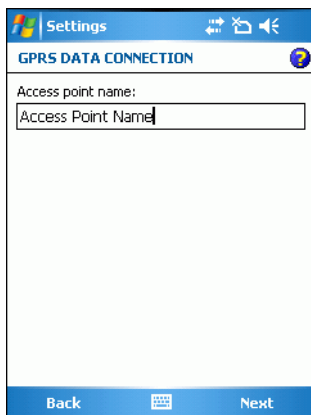 Settings
GPRS DATA CONNECTION
Access point name:
Access Point Name
Back Next